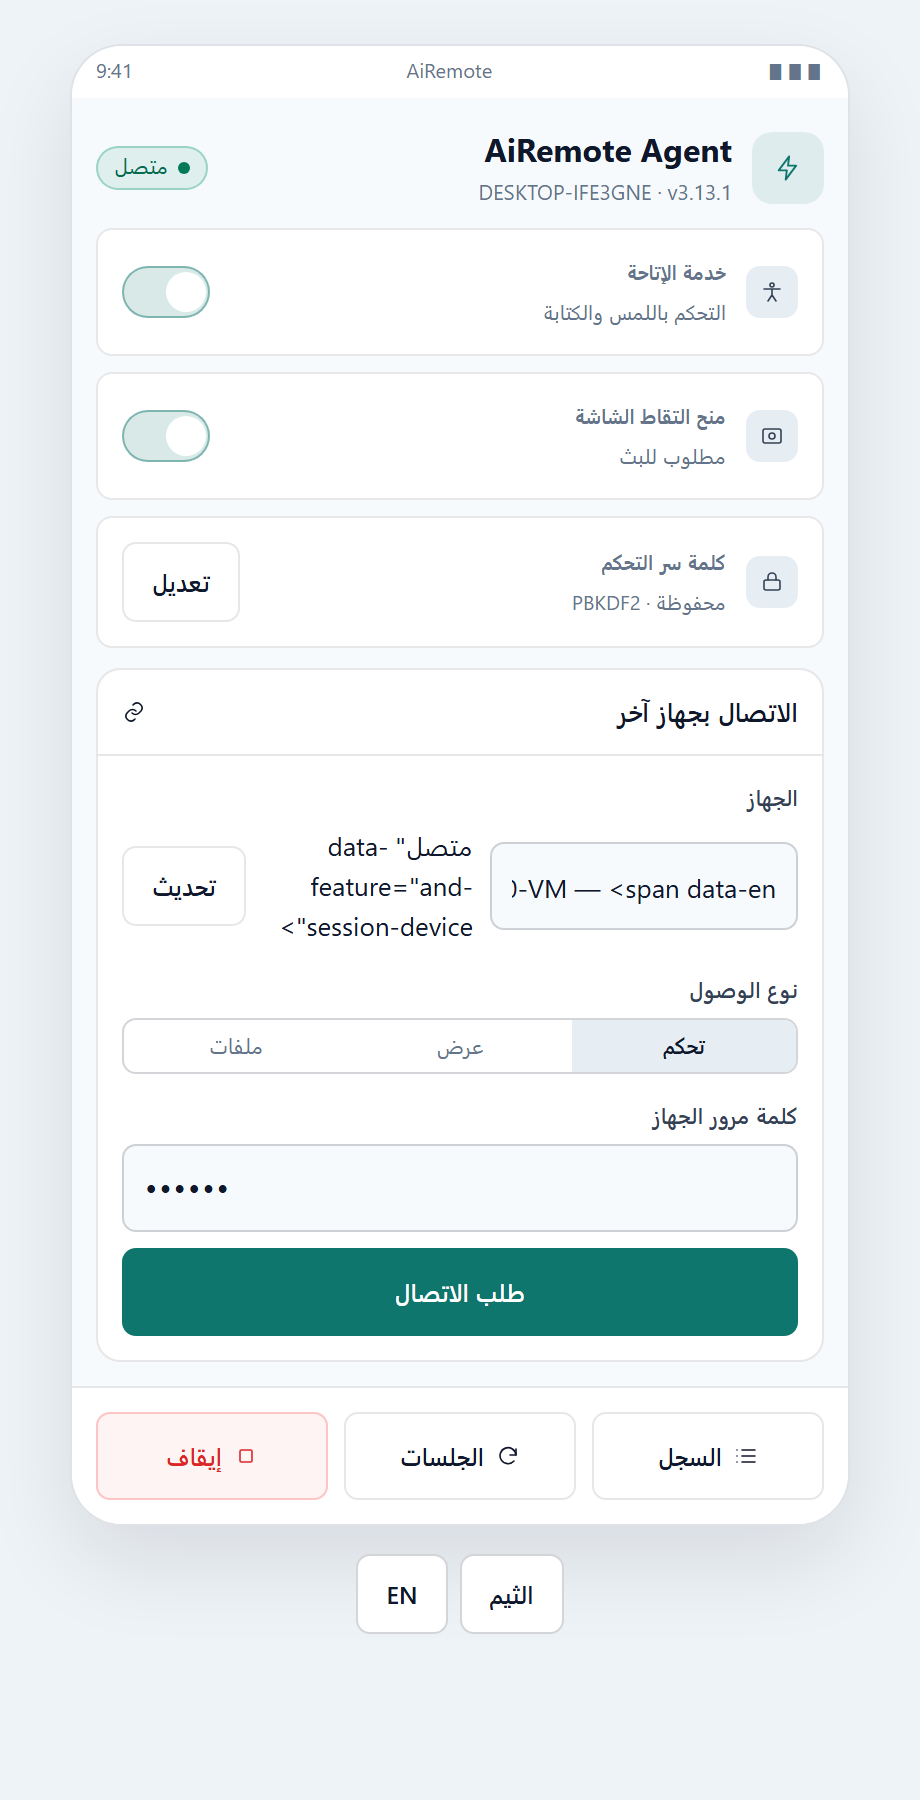 9:41
AiRemote
AiRemote Agent
DESKTOP-IFE3GNE · v3.13.1
متصل
خدمة الإتاحة
التحكم باللمس والكتابة
منح التقاط الشاشة
مطلوب للبث
كلمة سر التحكم
محفوظة · PBKDF2
تعديل
الاتصال بجهاز آخر
الجهاز
-VM — <span data-en
متصل" data-
feature="and-
session-device">
تحديث
نوع الوصول
تحكم
عرض
ملفات
كلمة مرور الجهاز
••••••
طلب الاتصال
السجل
الجلسات
إيقاف
الثيم
EN